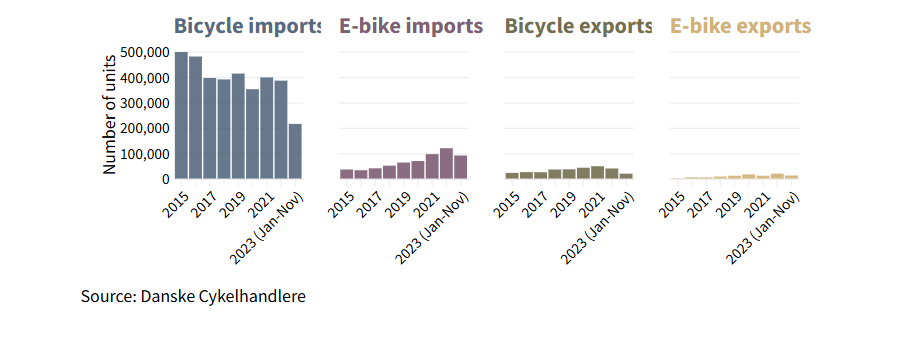 Bicycle imports E-bike imports Bicycle exports E-bike exports
Number of units
500,000
400,000
300,000
200,000
100,000
0
2015 2017 2019 2021 2023 (Jan-Nov)
2015 2017 2019 2021 2023 (Jan-Nov)
2015 2017 2019 2021 2023 (Jan-Nov)
2015 2017 2019 2021 2023 (Jan-Nov)
Source: Danske Cykelhandlere